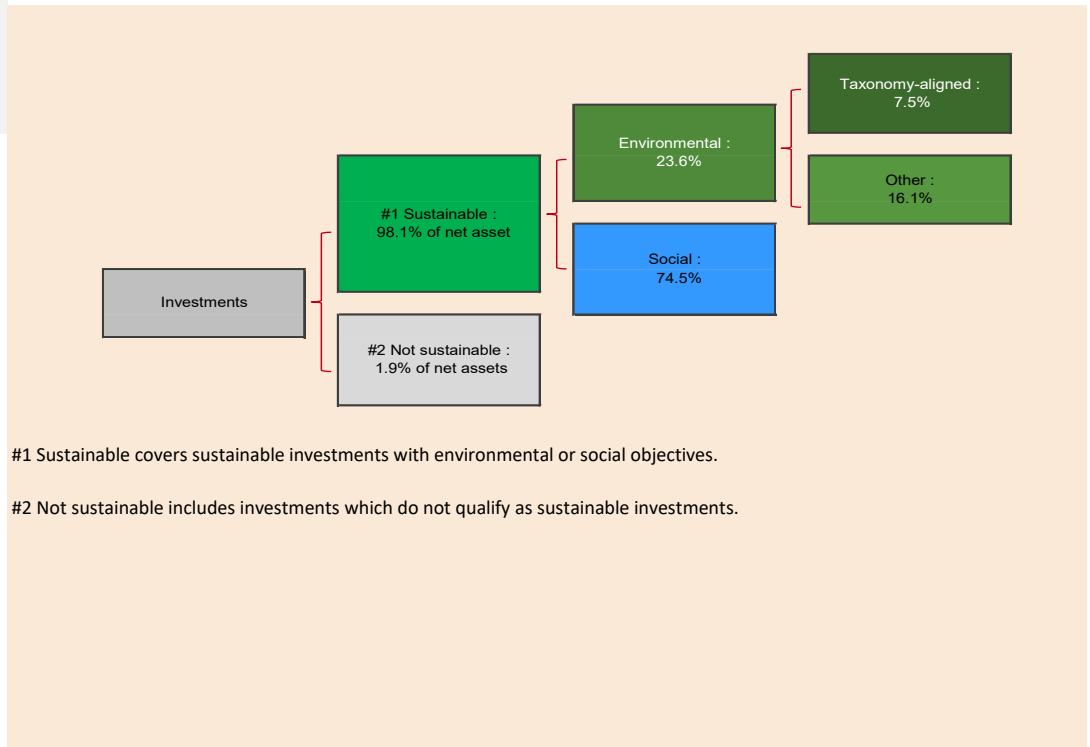 Taxonomy-aligned :
7.5%
Environmental :
23.6%
Other :
16.1%
#1 Sustainable :
98.1% of net asset
Social :
74.5%
Investments
#2 Not sustainable :
1.9% of net assets
#1 Sustainable covers sustainable investments with environmental or social objectives.
#2 Not sustainable includes investments which do not qualify as sustainable investments.